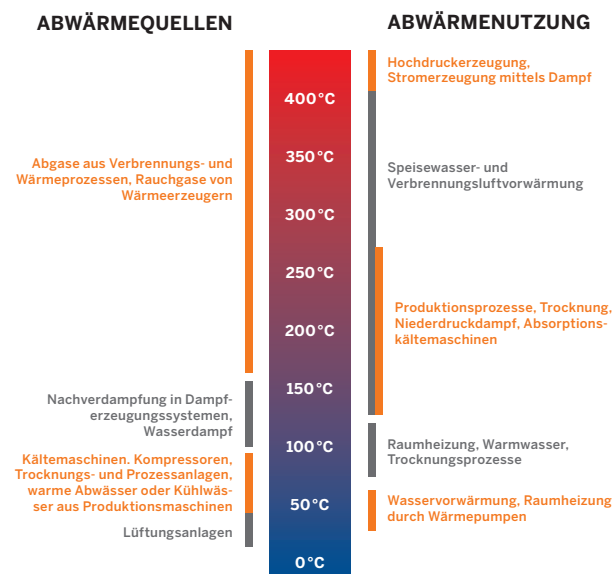 ABWÄRMEQUELLEN
ABWÄRMENUTZUNG
Hochdruckerzeugung,
Stromerzeugung mittels Dampf
400 °C
Abgase aus Verbrennungs- und
Wärmeprozessen, Rauchgase von
Wärmeerzeugern
350 °C
Speisewasser- und
Verbrennungsluftvorwärmung
300 °C
250 °C
Produktionsprozesse, Trocknung,
Niederdruckdampf, Absorptions-
kältemaschinen
200 °C
150 °C
Nachverdampfung in Dampf-
erzeugungssystemen,
Wasserdampf
100 °C
Raumheizung, Warmwasser,
Trocknungsprozesse
Kältemaschinen. Kompressoren,
Trocknungs- und Prozessanlagen,
warme Abwässer oder Kühlwäs-
ser aus Produktionsmaschinen
50 °C
Wasservorwärmung, Raumheizung
durch Wärmepumpen
Lüftungsanlagen
0 °C